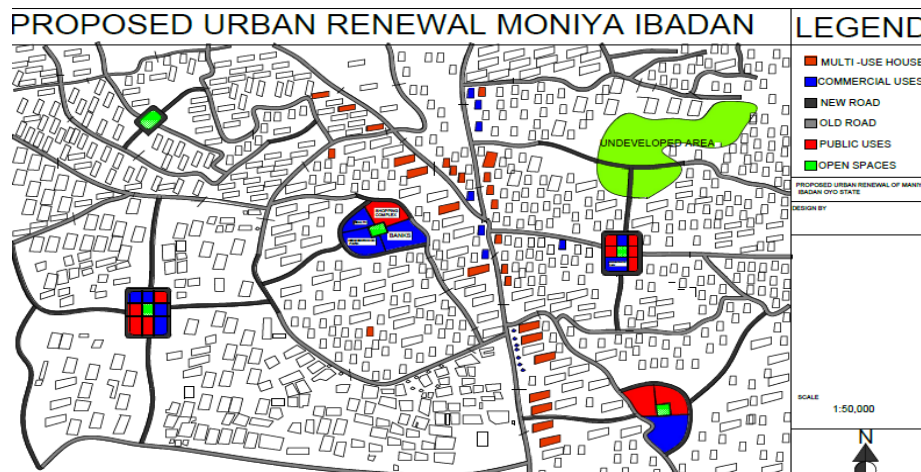 PROPOSED URBAN RENEWAL MONIYA IBADAN
LEGEND
MULTI -USE HOUSE
COMMERCIAL USES
NEW ROAD
OLD ROAD
PUBLIC USES
OPEN SPACES
PROPOSED URBAN RENEWAL OF MANIY
IBADAN OYO STATE
DESIGN BY
SCALE
1:50,000
N
UNDEVELOPED AREA
SHOPPING
COMPLEX
BANKS